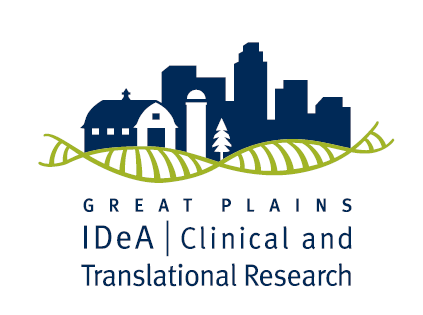 GREAT PLAINS
IDeA | Clinical and
Translational Research